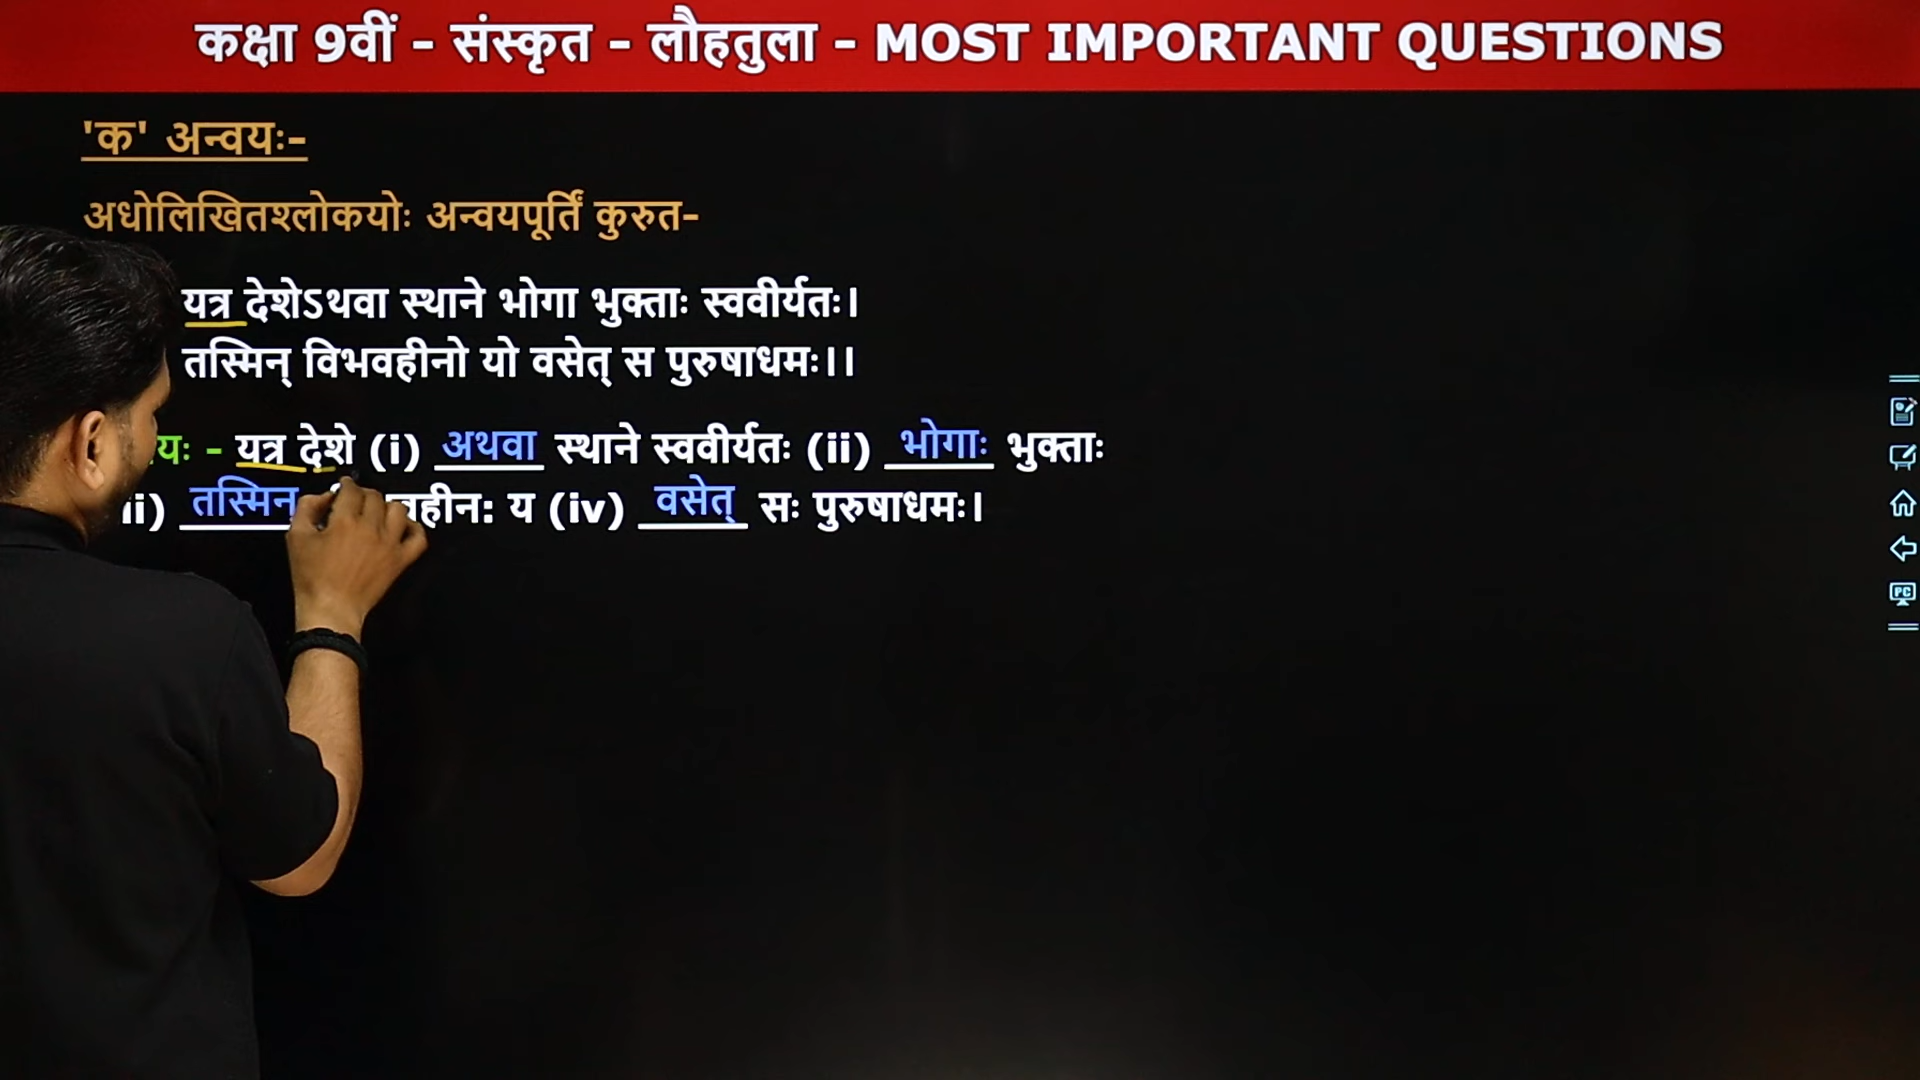 कक्षा 9वीं - संस्कृत - लौहतुला - MOST IMPORTANT QUESTIONS
'क' अन्वयः-
अधोलिखितश्लोकयोः अन्वयपूर्तिं कुरुत-
यत्र देशेऽथवा स्थाने भोगा भुक्ताः स्ववीर्यतः।
तस्मिन् विभवहीनो यो वसेत् स पुरुषाधमः।।
- यत्र देशे (i) अथवा स्थाने स्ववीर्यतः (ii) भोगाः भुक्ताः
तस्मिन् य (iv) वसेत् सः पुरुषाधमः।
PC